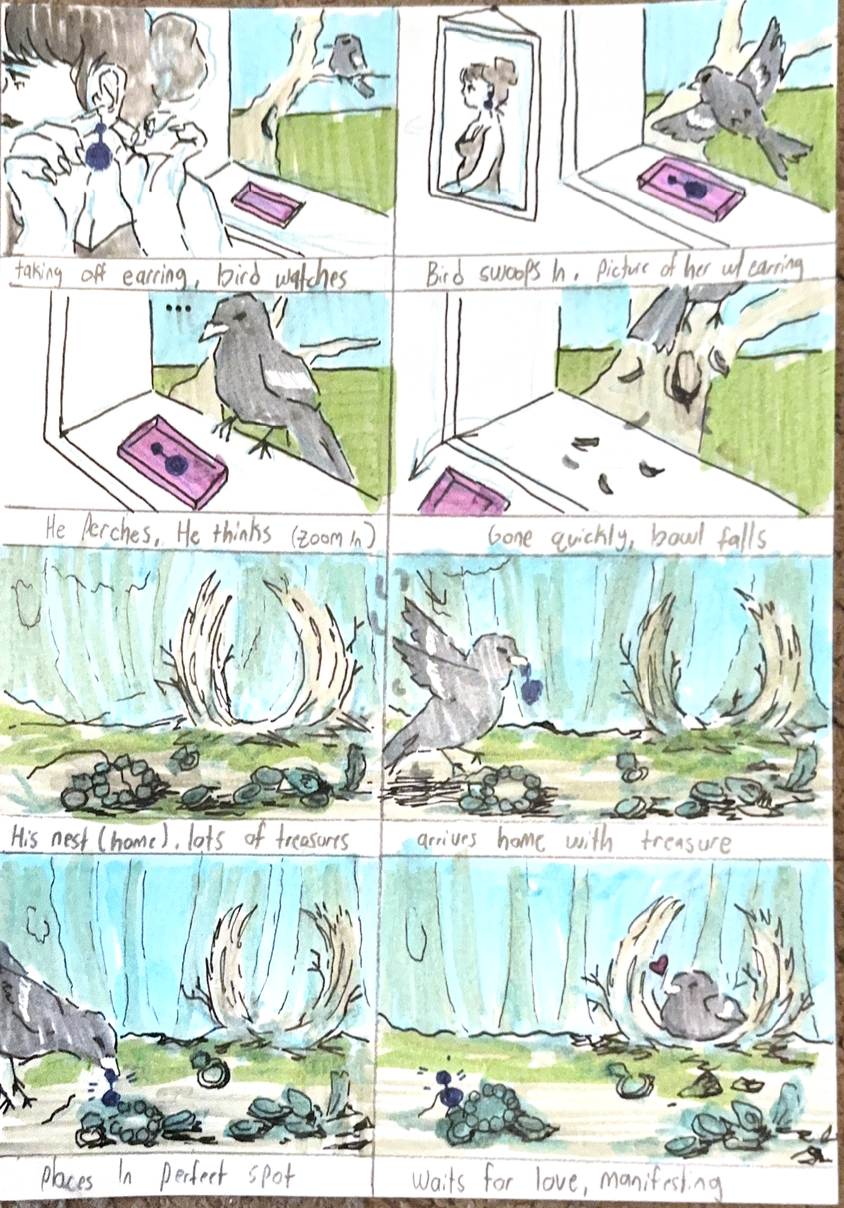 taking off earring, bird watches
Bird swoops in. Picture of her w/ earring
He Perches. He thinks (zoom in)
Gone quickly, bowl falls
His nest (home). lots of treasures
arrives home with treasure
places in perfect spot
waits for love, manifesting